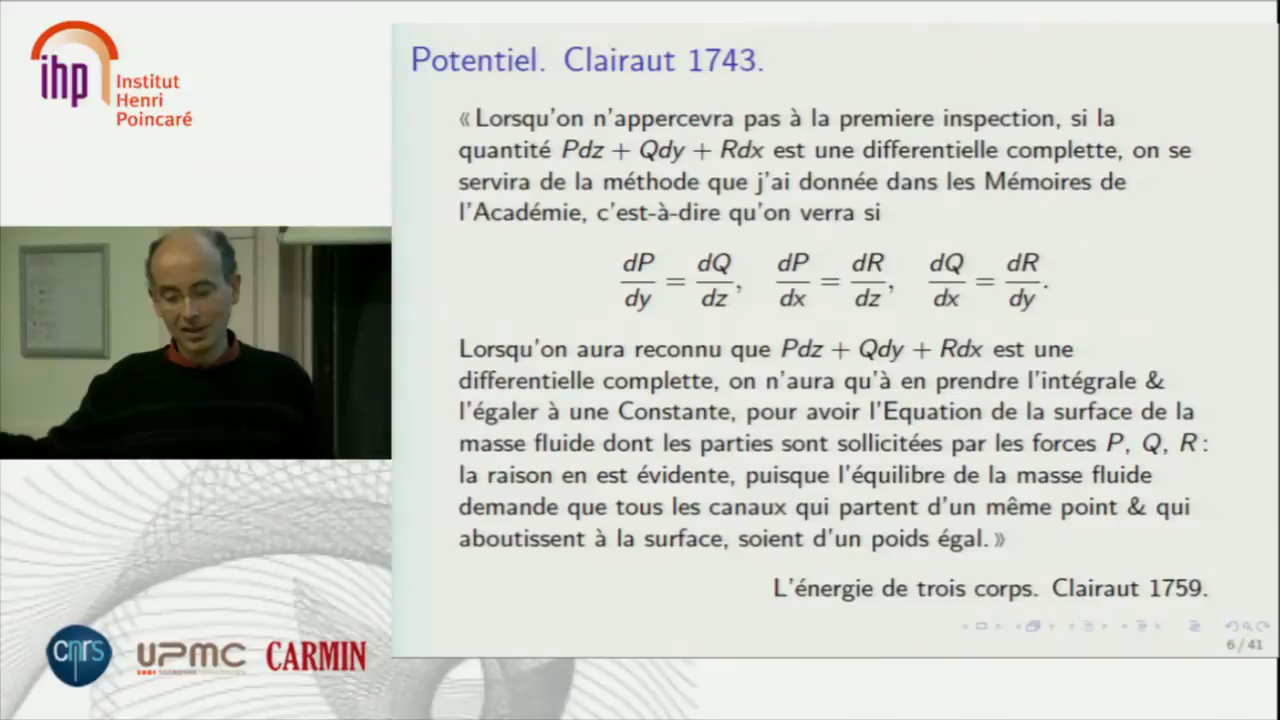 ihp
Institut
Henri
Poincaré
Potentiel. Clairaut 1743.
« Lorsqu'on n'appercevra pas à la premiere inspection, si la
quantité Pdz + Qdy + Rdx est une differentielle complette, on se
servira de la méthode que j'ai donnée dans les Mémoires de
l'Académie, c'est-à-dire qu'on verra si
dP/dy = dQ/dz, dP/dx = dR/dz, dQ/dx = dR/dy.
Lorsqu'on aura reconnu que Pdz + Qdy + Rdx est une
differentielle complette, on n'aura qu'à en prendre l'intégrale &
l'égaler à une Constante, pour avoir l'Equation de la surface de la
masse fluide dont les parties sont sollicitées par les forces P, Q, R :
la raison en est évidente, puisque l'équilibre de la masse fluide
demande que tous les canaux qui partent d'un même point & qui
aboutissent à la surface, soient d'un poids égal. »
L'énergie de trois corps. Clairaut 1759.
6 / 41
cnrs
UPMC
CARMIN